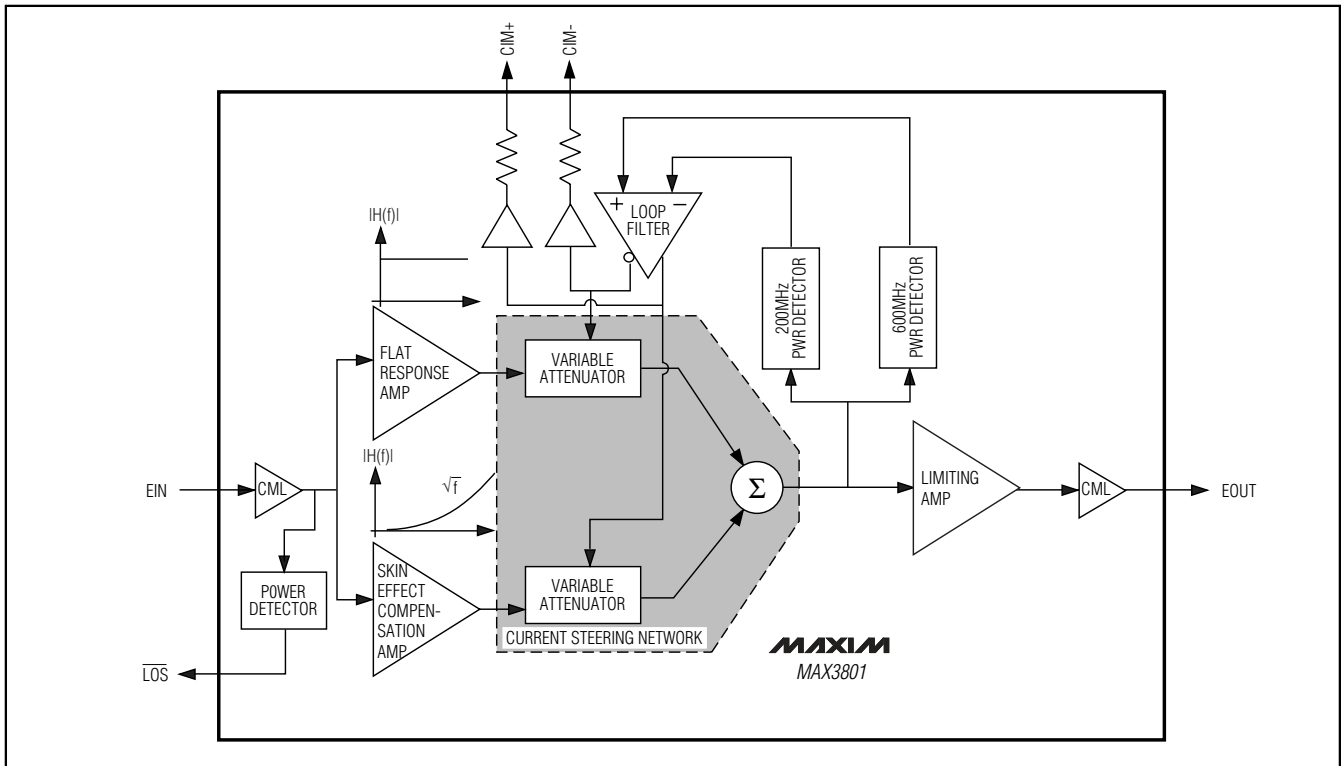 CIM+
CIM-
+
−
LOOP
FILTER
|H(f)|
200MHz
PWR DETECTOR
600MHz
PWR DETECTOR
FLAT
RESPONSE
AMP
VARIABLE
ATTENUATOR
|H(f)|
√f
EIN
CML
Σ
LIMITING
AMP
CML
EOUT
POWER
DETECTOR
SKIN
EFFECT
COMPEN-
SATION
AMP
VARIABLE
ATTENUATOR
CURRENT STEERING NETWORK
MAXIM
MAX3801
L̅O̅S̅